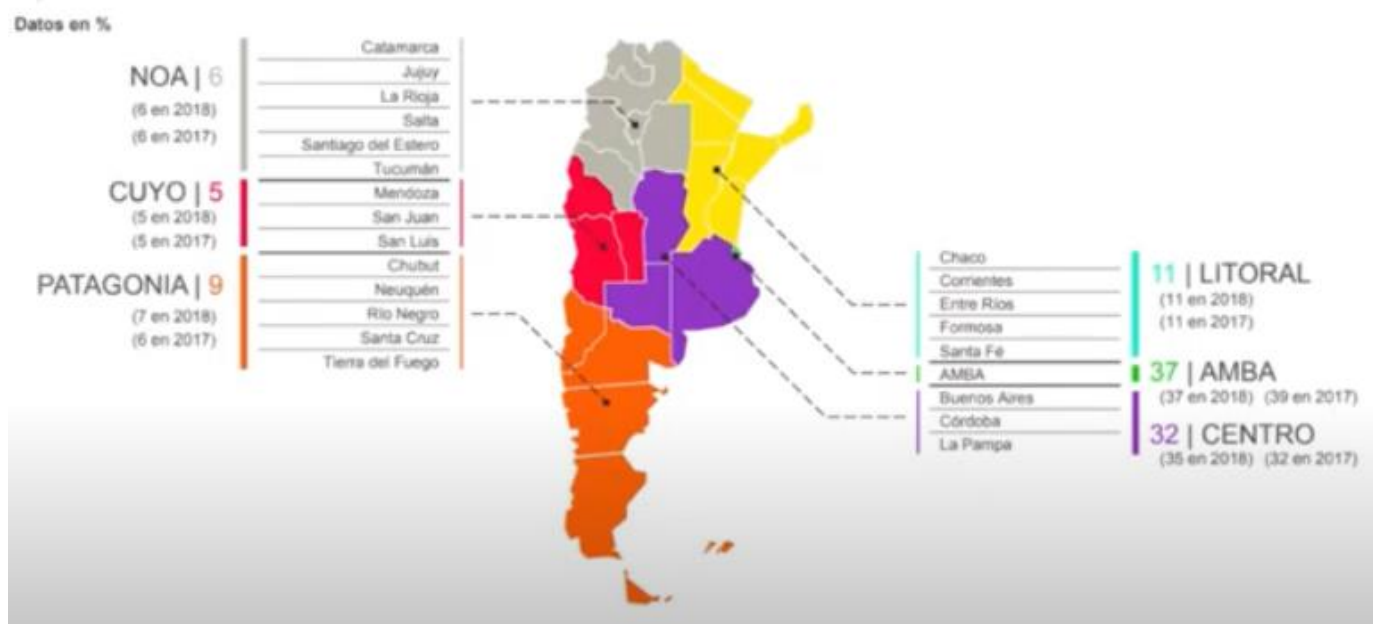 Datos en %
NOA | 6
(6 en 2018)
(6 en 2017)
Catamarca
Jujuy
La Rioja
Salta
Santiago del Estero
Tucumán
CUYO | 5
(5 en 2018)
(5 en 2017)
Mendoza
San Juan
San Luis
PATAGONIA | 9
(7 en 2018)
(6 en 2017)
Chubut
Neuquén
Río Negro
Santa Cruz
Tierra del Fuego
Chaco
Corrientes
Entre Ríos
Formosa
Santa Fé
11 | LITORAL
(11 en 2018)
(11 en 2017)
AMBA
37 | AMBA
(37 en 2018) (39 en 2017)
Buenos Aires
Córdoba
La Pampa
32 | CENTRO
(35 en 2018) (32 en 2017)